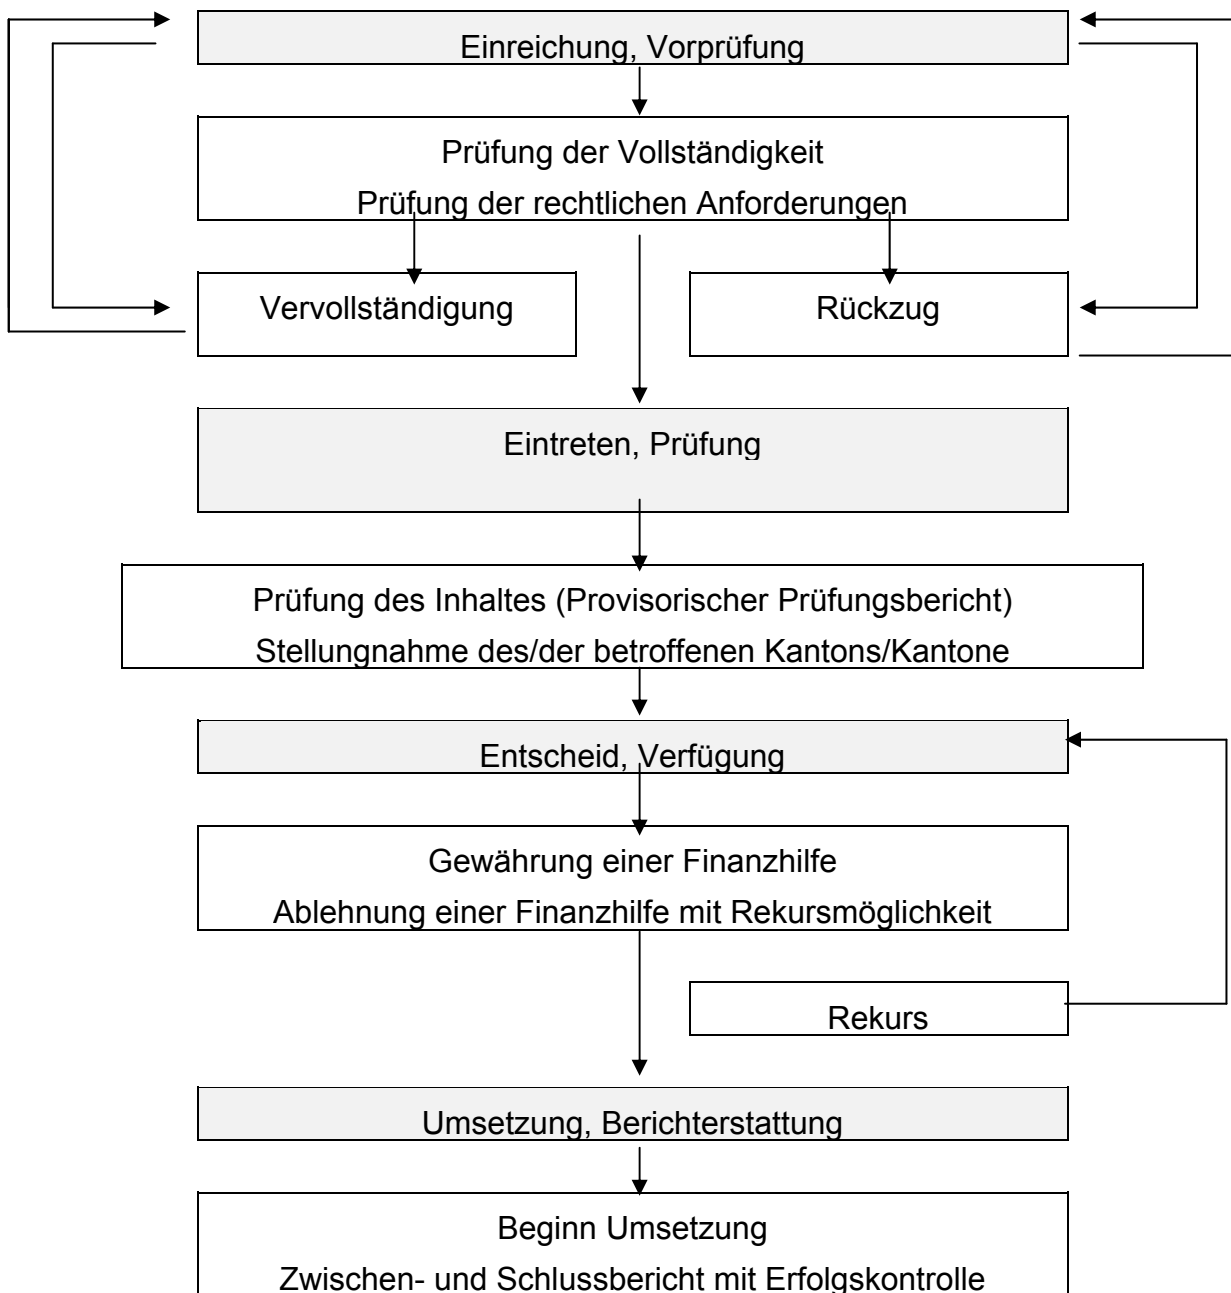 Einreichung, Vorprüfung
Prüfung der Vollständigkeit
Prüfung der rechtlichen Anforderungen
Vervollständigung
Rückzug
Eintreten, Prüfung
Prüfung des Inhaltes (Provisorischer Prüfungsbericht)
Stellungnahme des/der betroffenen Kantons/Kantone
Entscheid, Verfügung
Gewährung einer Finanzhilfe
Ablehnung einer Finanzhilfe mit Rekursmöglichkeit
Rekurs
Umsetzung, Berichterstattung
Beginn Umsetzung
Zwischen- und Schlussbericht mit Erfolgskontrolle